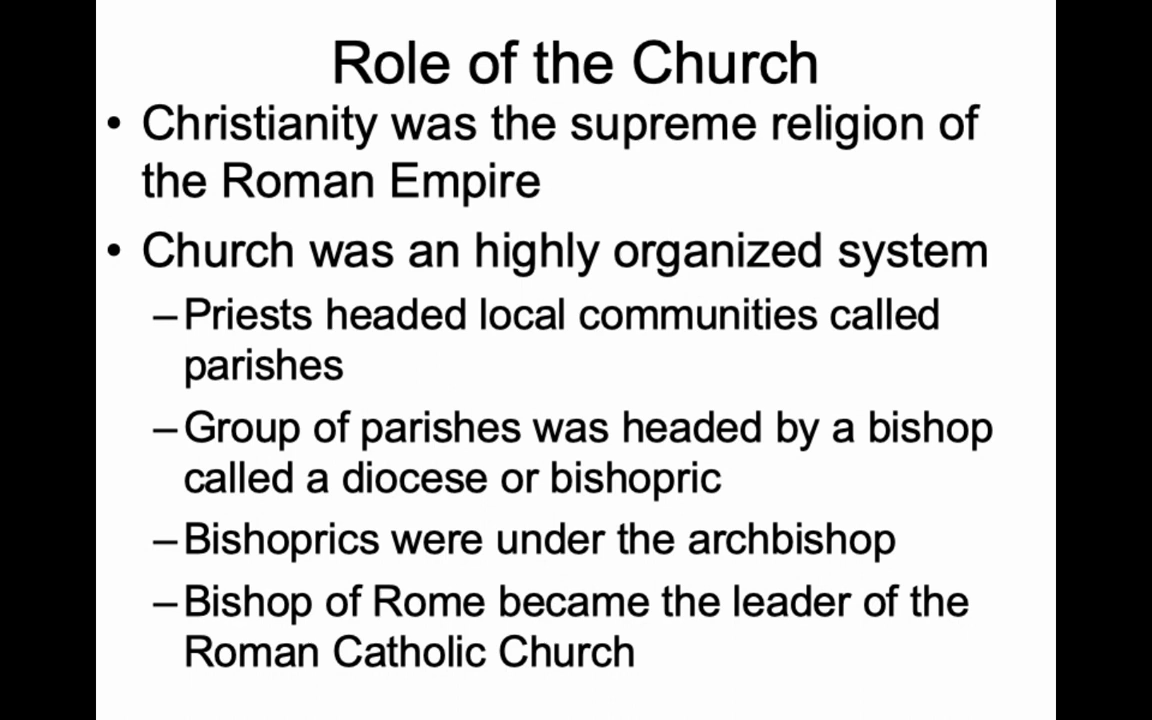 Role of the Church
• Christianity was the supreme religion of
the Roman Empire
• Church was an highly organized system
–Priests headed local communities called
parishes
–Group of parishes was headed by a bishop
called a diocese or bishopric
–Bishoprics were under the archbishop
–Bishop of Rome became the leader of the
Roman Catholic Church